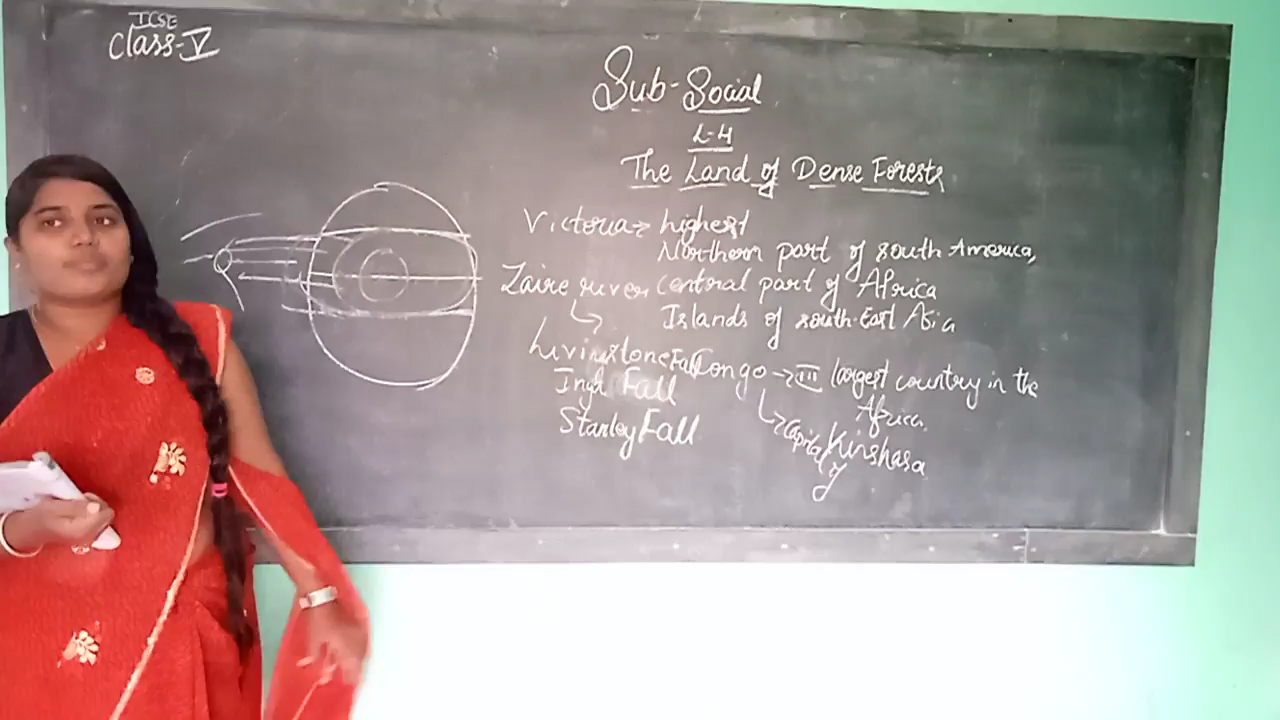 ICSE
Class-V
Sub-Social
L-4
The Land of Dense Forests
Victoria → highest
Northern part of south America,
Zaire river, central part of Africa
Islands of south-East Asia
Livingstone Fall
Congo → III largest country in the
Africa.
Inga Fall
Stanley Fall
Capital of
Kinshasa